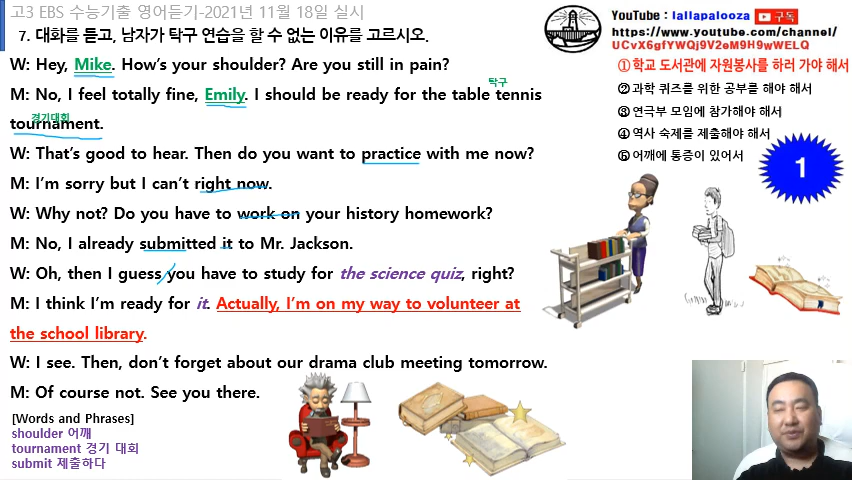 고3 EBS 수능기출 영어듣기-2021년 11월 18일 실시
7. 대화를 듣고, 남자가 탁구 연습을 할 수 없는 이유를 고르시오.
W: Hey, Mike. How's your shoulder? Are you still in pain?
M: No, I feel totally fine, Emily. I should be ready for the table tennis
탁구
tournament.
경기대회
W: That's good to hear. Then do you want to practice with me now?
M: I'm sorry but I can't right now.
W: Why not? Do you have to work on your history homework?
M: No, I already submitted it to Mr. Jackson.
W: Oh, then I guess you have to study for the science quiz, right?
M: I think I'm ready for it. Actually, I'm on my way to volunteer at
the school library.
W: I see. Then, don't forget about our drama club meeting tomorrow.
M: Of course not. See you there.
[Words and Phrases]
shoulder 어깨
tournament 경기 대회
submit 제출하다
YouTube : lallapalooza 구독
https://www.youtube.com/channel/
UCvX6gfYWQj9V2eM9H9wWELQ
①학교 도서관에 자원봉사를 하러 가야 해서
②과학 퀴즈를 위한 공부를 해야 해서
③연극부 모임에 참가해야 해서
④역사 숙제를 제출해야 해서
⑤어깨에 통증이 있어서
1